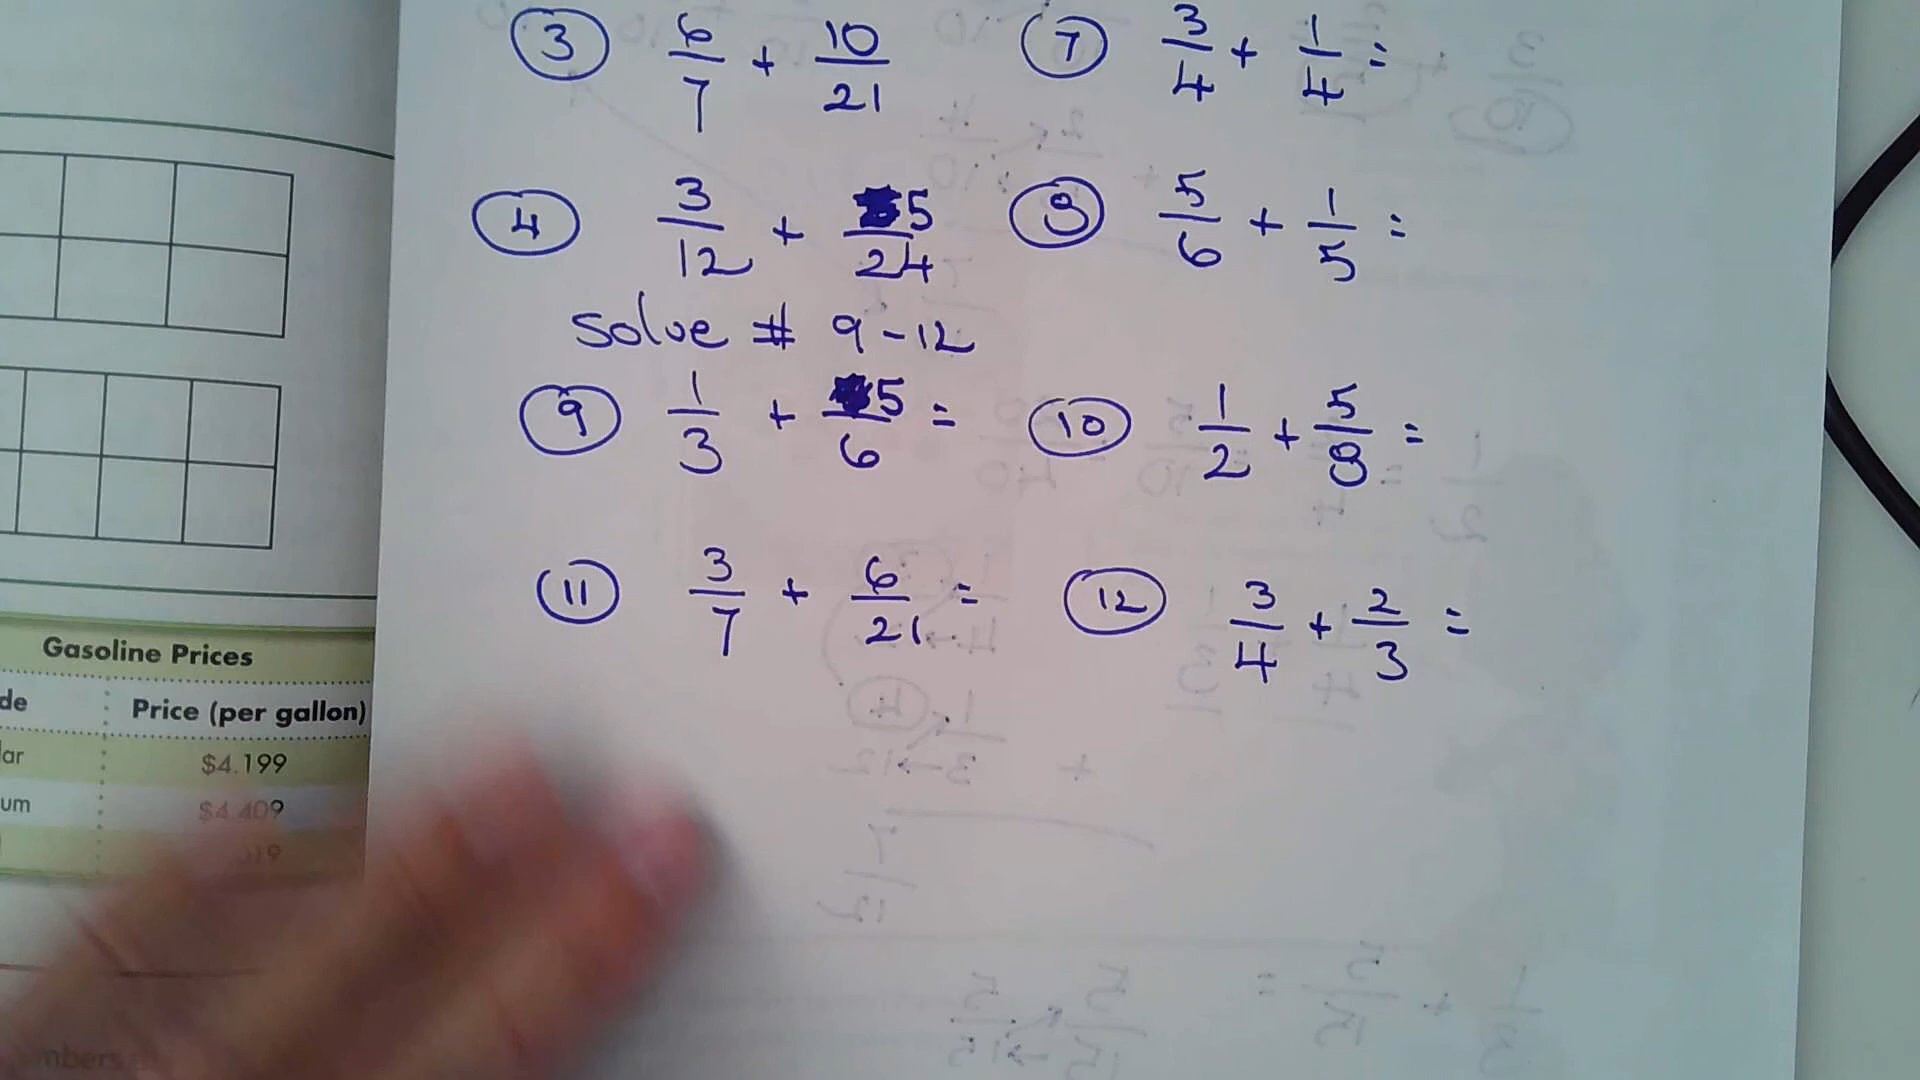 3 6/7 + 10/21
7 3/4 + 1/4 =
4 3/12 + 5/24
8 5/6 + 1/5 =
Solve # 9-12
9 1/3 + 5/6 =
10 1/2 + 5/8 =
11 3/7 + 6/21 =
12 3/4 + 2/3 =
Gasoline Prices
de Price (per gallon)
lar $4.199
um $4.409
019
mbers